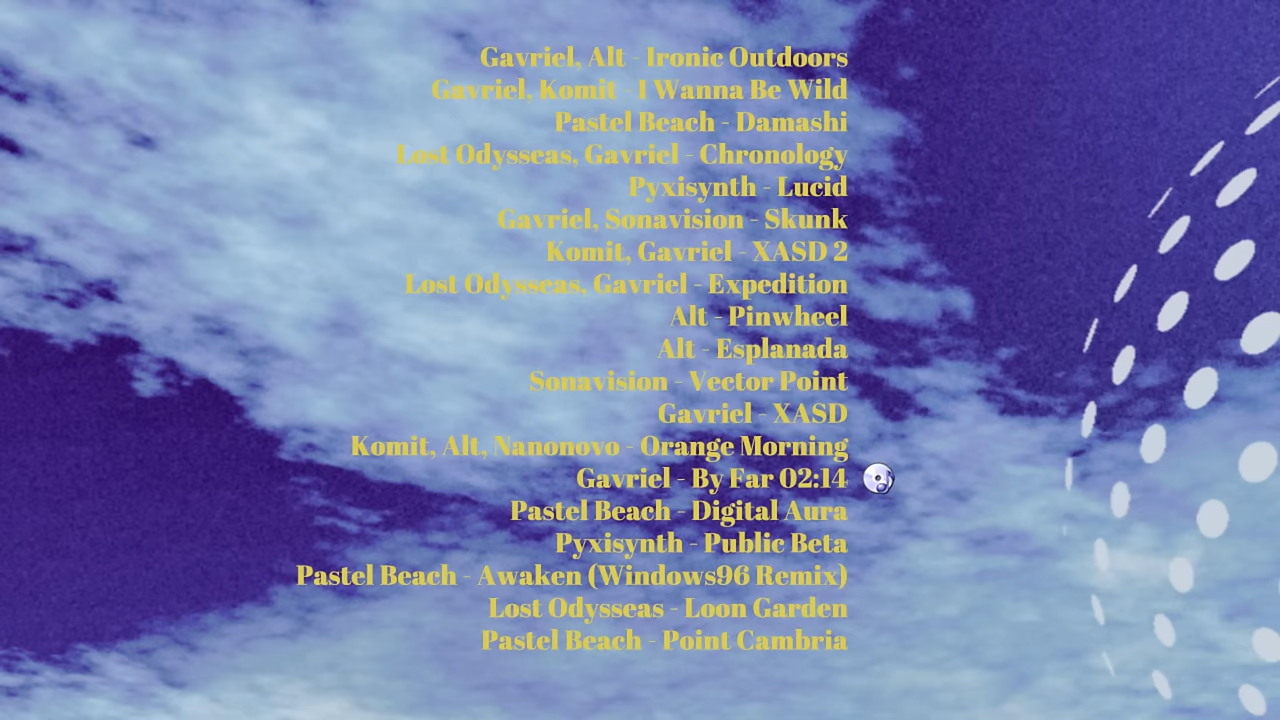 Gavriel, Alt - Ironic Outdoors
Gavriel, Komit - I Wanna Be Wild
Pastel Beach - Damashi
Lost Odysseas, Gavriel - Chronology
Pyxisynth - Lucid
Gavriel, Sonavision - Skunk
Komit, Gavriel - XASD 2
Lost Odysseas, Gavriel - Expedition
Alt - Pinwheel
Alt - Esplanada
Sonavision - Vector Point
Gavriel - XASD
Komit, Alt, Nanonovo - Orange Morning
Gavriel - By Far 02:14
Pastel Beach - Digital Aura
Pyxisynth - Public Beta
Pastel Beach - Awaken (Windows96 Remix)
Lost Odysseas - Loon Garden
Pastel Beach - Point Cambria